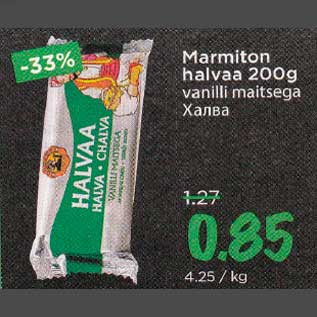 -33%
Marmiton
halvaa 200g
vanilli maitsega
Халва
HALVAA
HALVA · CHALVA
VANILLI MAITSEGA
1.27
0.85
4.25 / kg